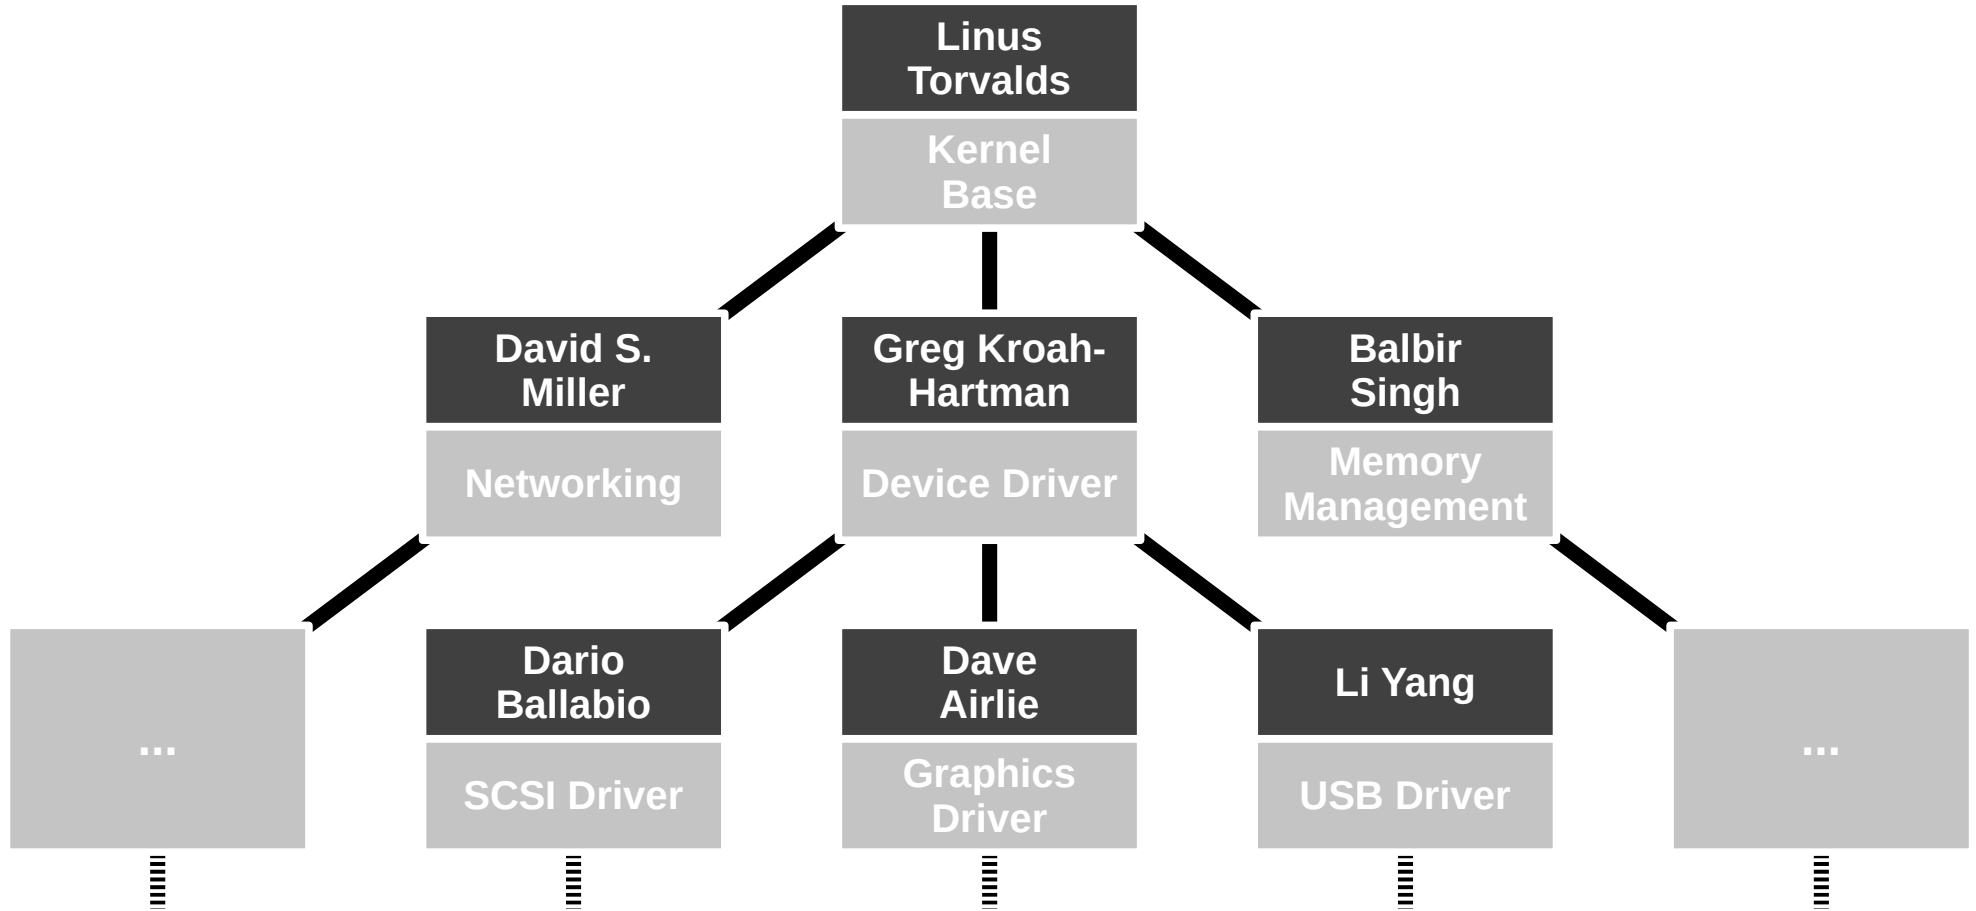 Linus
Torvalds
Kernel
Base
David S.
Miller
Networking
Greg Kroah-
Hartman
Device Driver
Balbir
Singh
Memory
Management
...
Dario
Ballabio
SCSI Driver
Dave
Airlie
Graphics
Driver
Li Yang
USB Driver
...